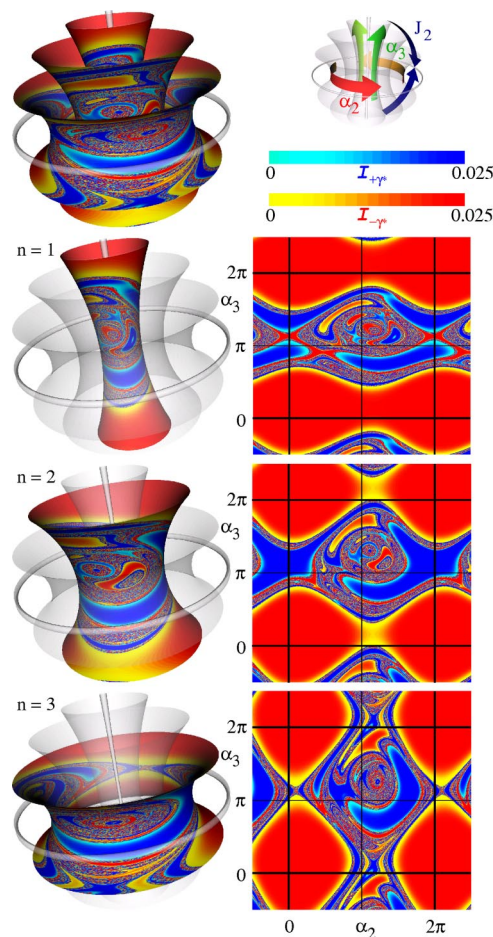 J₂
α₃
α₂
I₊γ*
0 0.025
I₋γ*
0 0.025
n = 1
α₃
2π
π
0
n = 2
α₃
2π
π
0
n = 3
α₃
2π
π
0
0 α₂ 2π